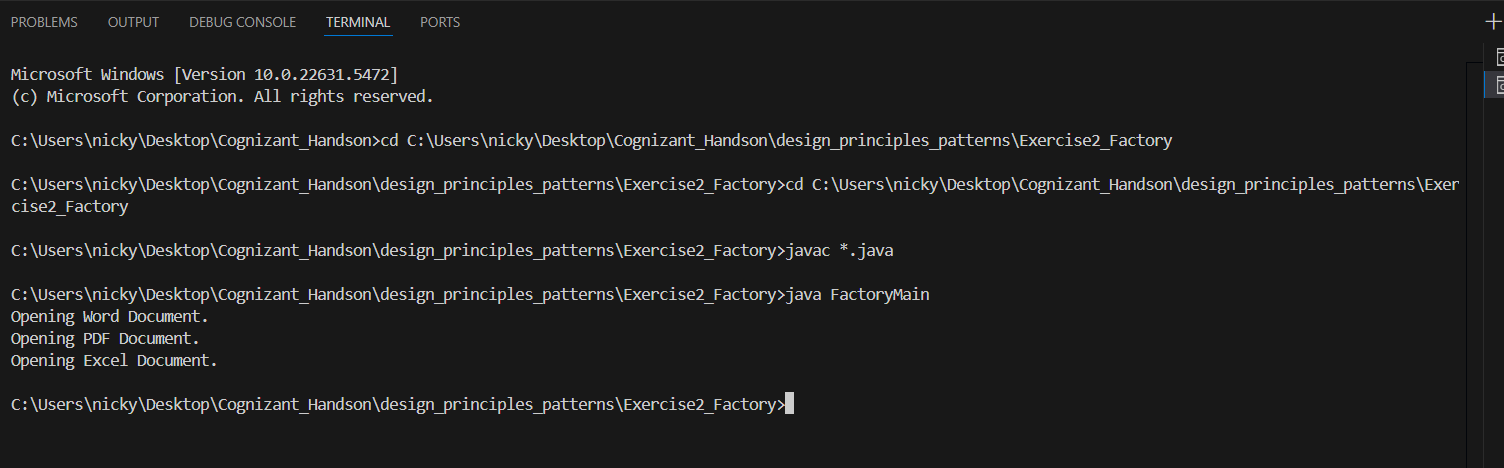 PROBLEMS OUTPUT DEBUG CONSOLE TERMINAL PORTS
Microsoft Windows [Version 10.0.22631.5472]
(c) Microsoft Corporation. All rights reserved.
C:\Users\nicky\Desktop\Cognizant_Handson>cd C:\Users\nicky\Desktop\Cognizant_Handson\design_principles_patterns\Exercise2_Factory
C:\Users\nicky\Desktop\Cognizant_Handson\design_principles_patterns\Exercise2_Factory>cd C:\Users\nicky\Desktop\Cognizant_Handson\design_principles_patterns\Exer
cise2_Factory
C:\Users\nicky\Desktop\Cognizant_Handson\design_principles_patterns\Exercise2_Factory>javac *.java
C:\Users\nicky\Desktop\Cognizant_Handson\design_principles_patterns\Exercise2_Factory>java FactoryMain
Opening Word Document.
Opening PDF Document.
Opening Excel Document.
C:\Users\nicky\Desktop\Cognizant_Handson\design_principles_patterns\Exercise2_Factory>